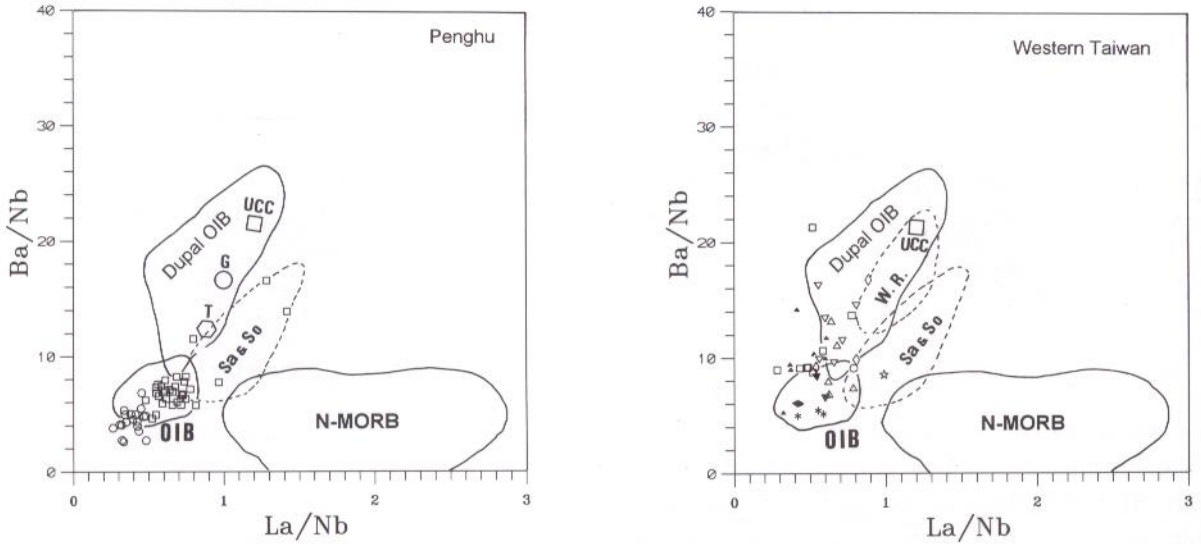 Penghu
40
30
20
10
0
Ba/Nb
UCC
Dupal OIB
G
T
Sa & So
OIB
N-MORB
0
1
2
3
La/Nb
Western Taiwan
40
30
20
10
0
Ba/Nb
Dupal OIB
UCC
W. R.
Sa & So
OIB
N-MORB
0
1
2
3
La/Nb